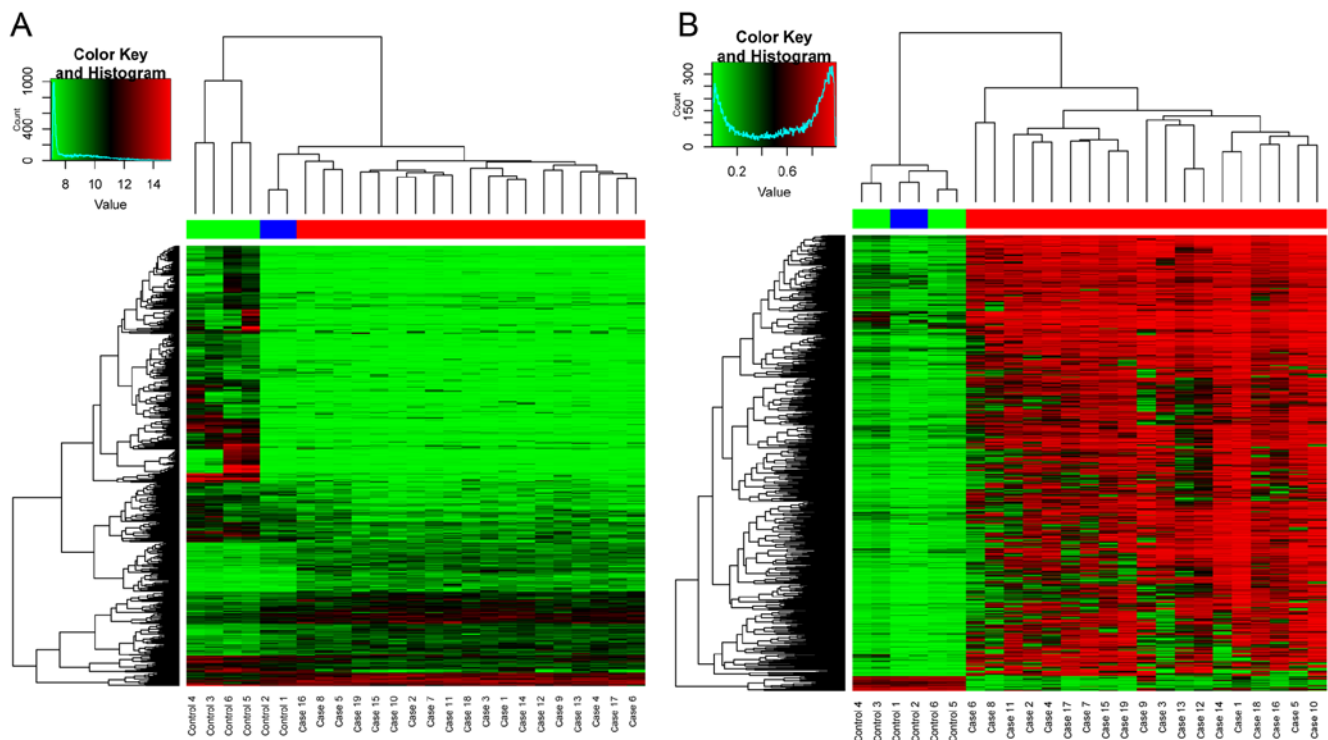 A
Color Key
and Histogram
Count
0 400 1000
8 10 12 14
Value
Control 4
Control 3
Control 6
Control 5
Control 2
Control 1
Case 16
Case 8
Case 5
Case 19
Case 15
Case 10
Case 2
Case 7
Case 11
Case 18
Case 3
Case 1
Case 14
Case 12
Case 9
Case 13
Case 4
Case 17
Case 6
B
Color Key
and Histogram
Count
0 150 300
0.2 0.6
Value
Control 4
Control 3
Control 1
Control 2
Control 6
Control 5
Case 6
Case 8
Case 11
Case 2
Case 4
Case 17
Case 7
Case 15
Case 19
Case 9
Case 3
Case 13
Case 12
Case 14
Case 1
Case 18
Case 16
Case 5
Case 10